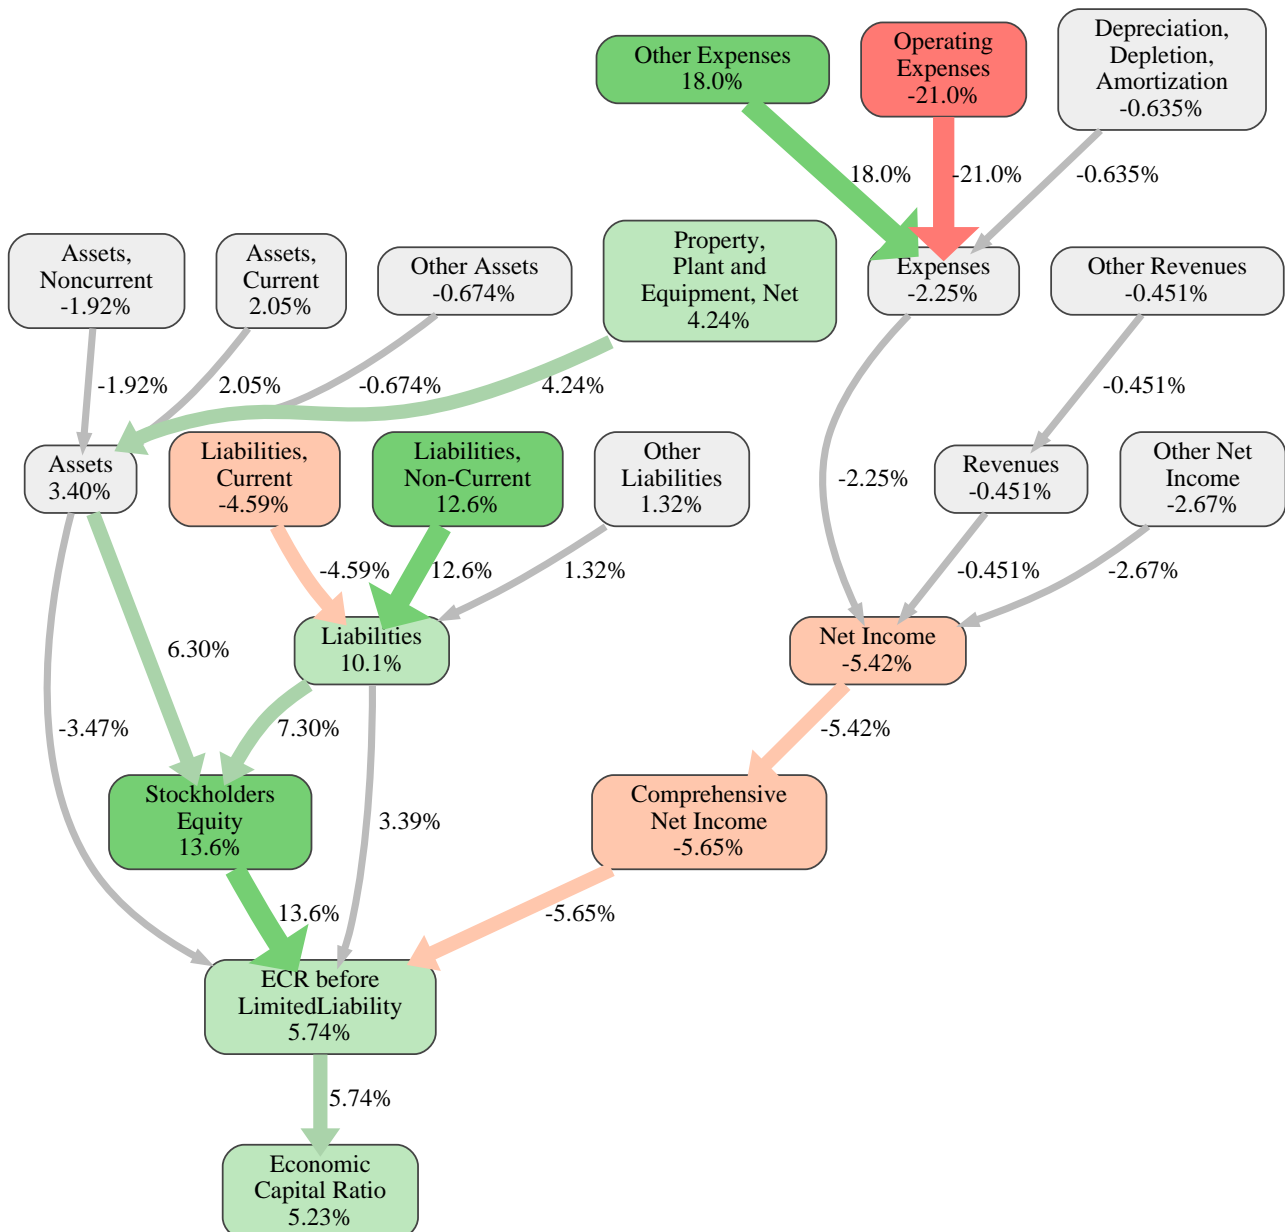 Other Expenses
18.0%
Operating
Expenses
-21.0%
Depreciation,
Depletion,
Amortization
-0.635%
18.0%
-21.0%
-0.635%
Assets,
Noncurrent
-1.92%
Assets,
Current
2.05%
Other Assets
-0.674%
Property,
Plant and
Equipment, Net
4.24%
Expenses
-2.25%
Other Revenues
-0.451%
-1.92%
2.05%
-0.674%
4.24%
-0.451%
Assets
3.40%
Liabilities,
Current
-4.59%
Liabilities,
Non-Current
12.6%
Other
Liabilities
1.32%
-2.25%
Revenues
-0.451%
Other Net
Income
-2.67%
-4.59%
12.6%
1.32%
-0.451%
-2.67%
6.30%
Liabilities
10.1%
Net Income
-5.42%
-3.47%
7.30%
-5.42%
Stockholders
Equity
13.6%
3.39%
Comprehensive
Net Income
-5.65%
13.6%
-5.65%
ECR before
LimitedLiability
5.74%
5.74%
Economic
Capital Ratio
5.23%